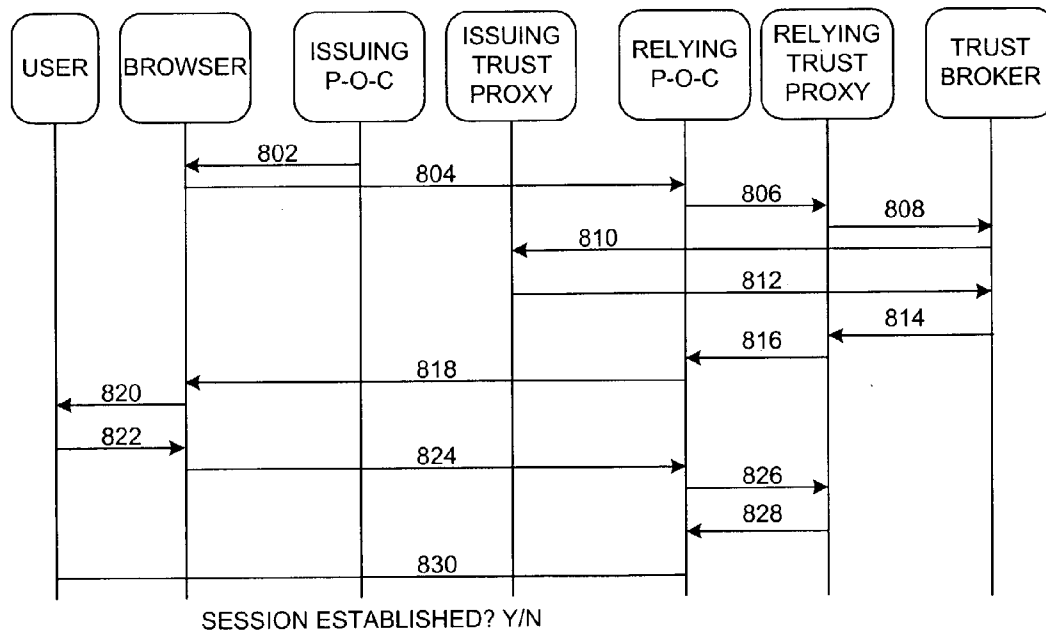 USER
BROWSER
ISSUING
P-O-C
ISSUING
TRUST
PROXY
RELYING
P-O-C
RELYING
TRUST
PROXY
TRUST
BROKER
802
804
806
808
810
812
814
816
818
820
822
824
826
828
830
SESSION ESTABLISHED? Y/N